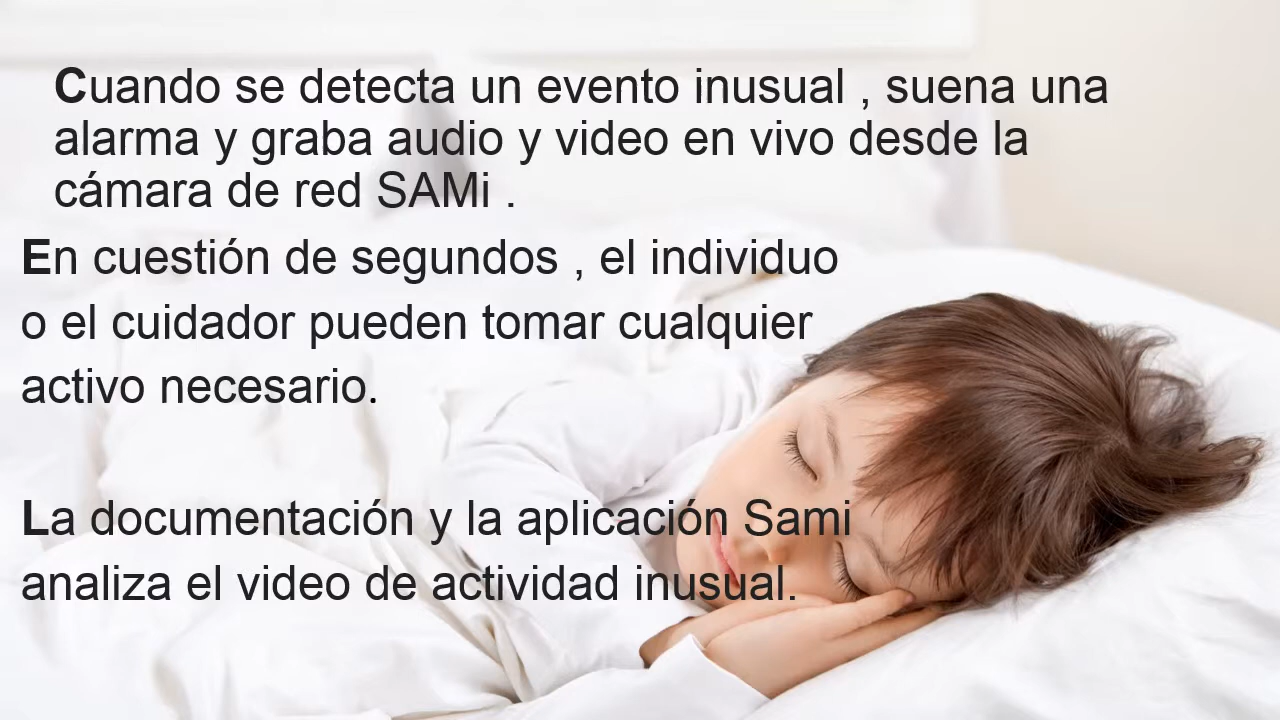 Cuando se detecta un evento inusual , suena una
alarma y graba audio y video en vivo desde la
cámara de red SAMi .
En cuestión de segundos , el individuo
o el cuidador pueden tomar cualquier
activo necesario.
La documentación y la aplicación Sami
analiza el video de actividad inusual.